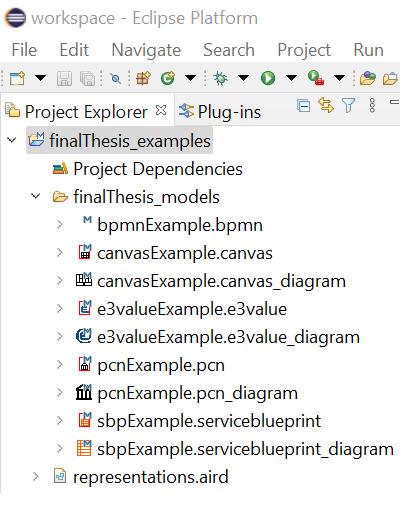 workspace - Eclipse Platform
File Edit Navigate Search Project Run
Project Explorer Plug-ins
finalThesis_examples
Project Dependencies
finalThesis_models
bpmnExample.bpmn
canvasExample.canvas
canvasExample.canvas_diagram
e3valueExample.e3value
e3valueExample.e3value_diagram
pcnExample.pcn
pcnExample.pcn_diagram
sbpExample.serviceblueprint
sbpExample.serviceblueprint_diagram
representations.aird